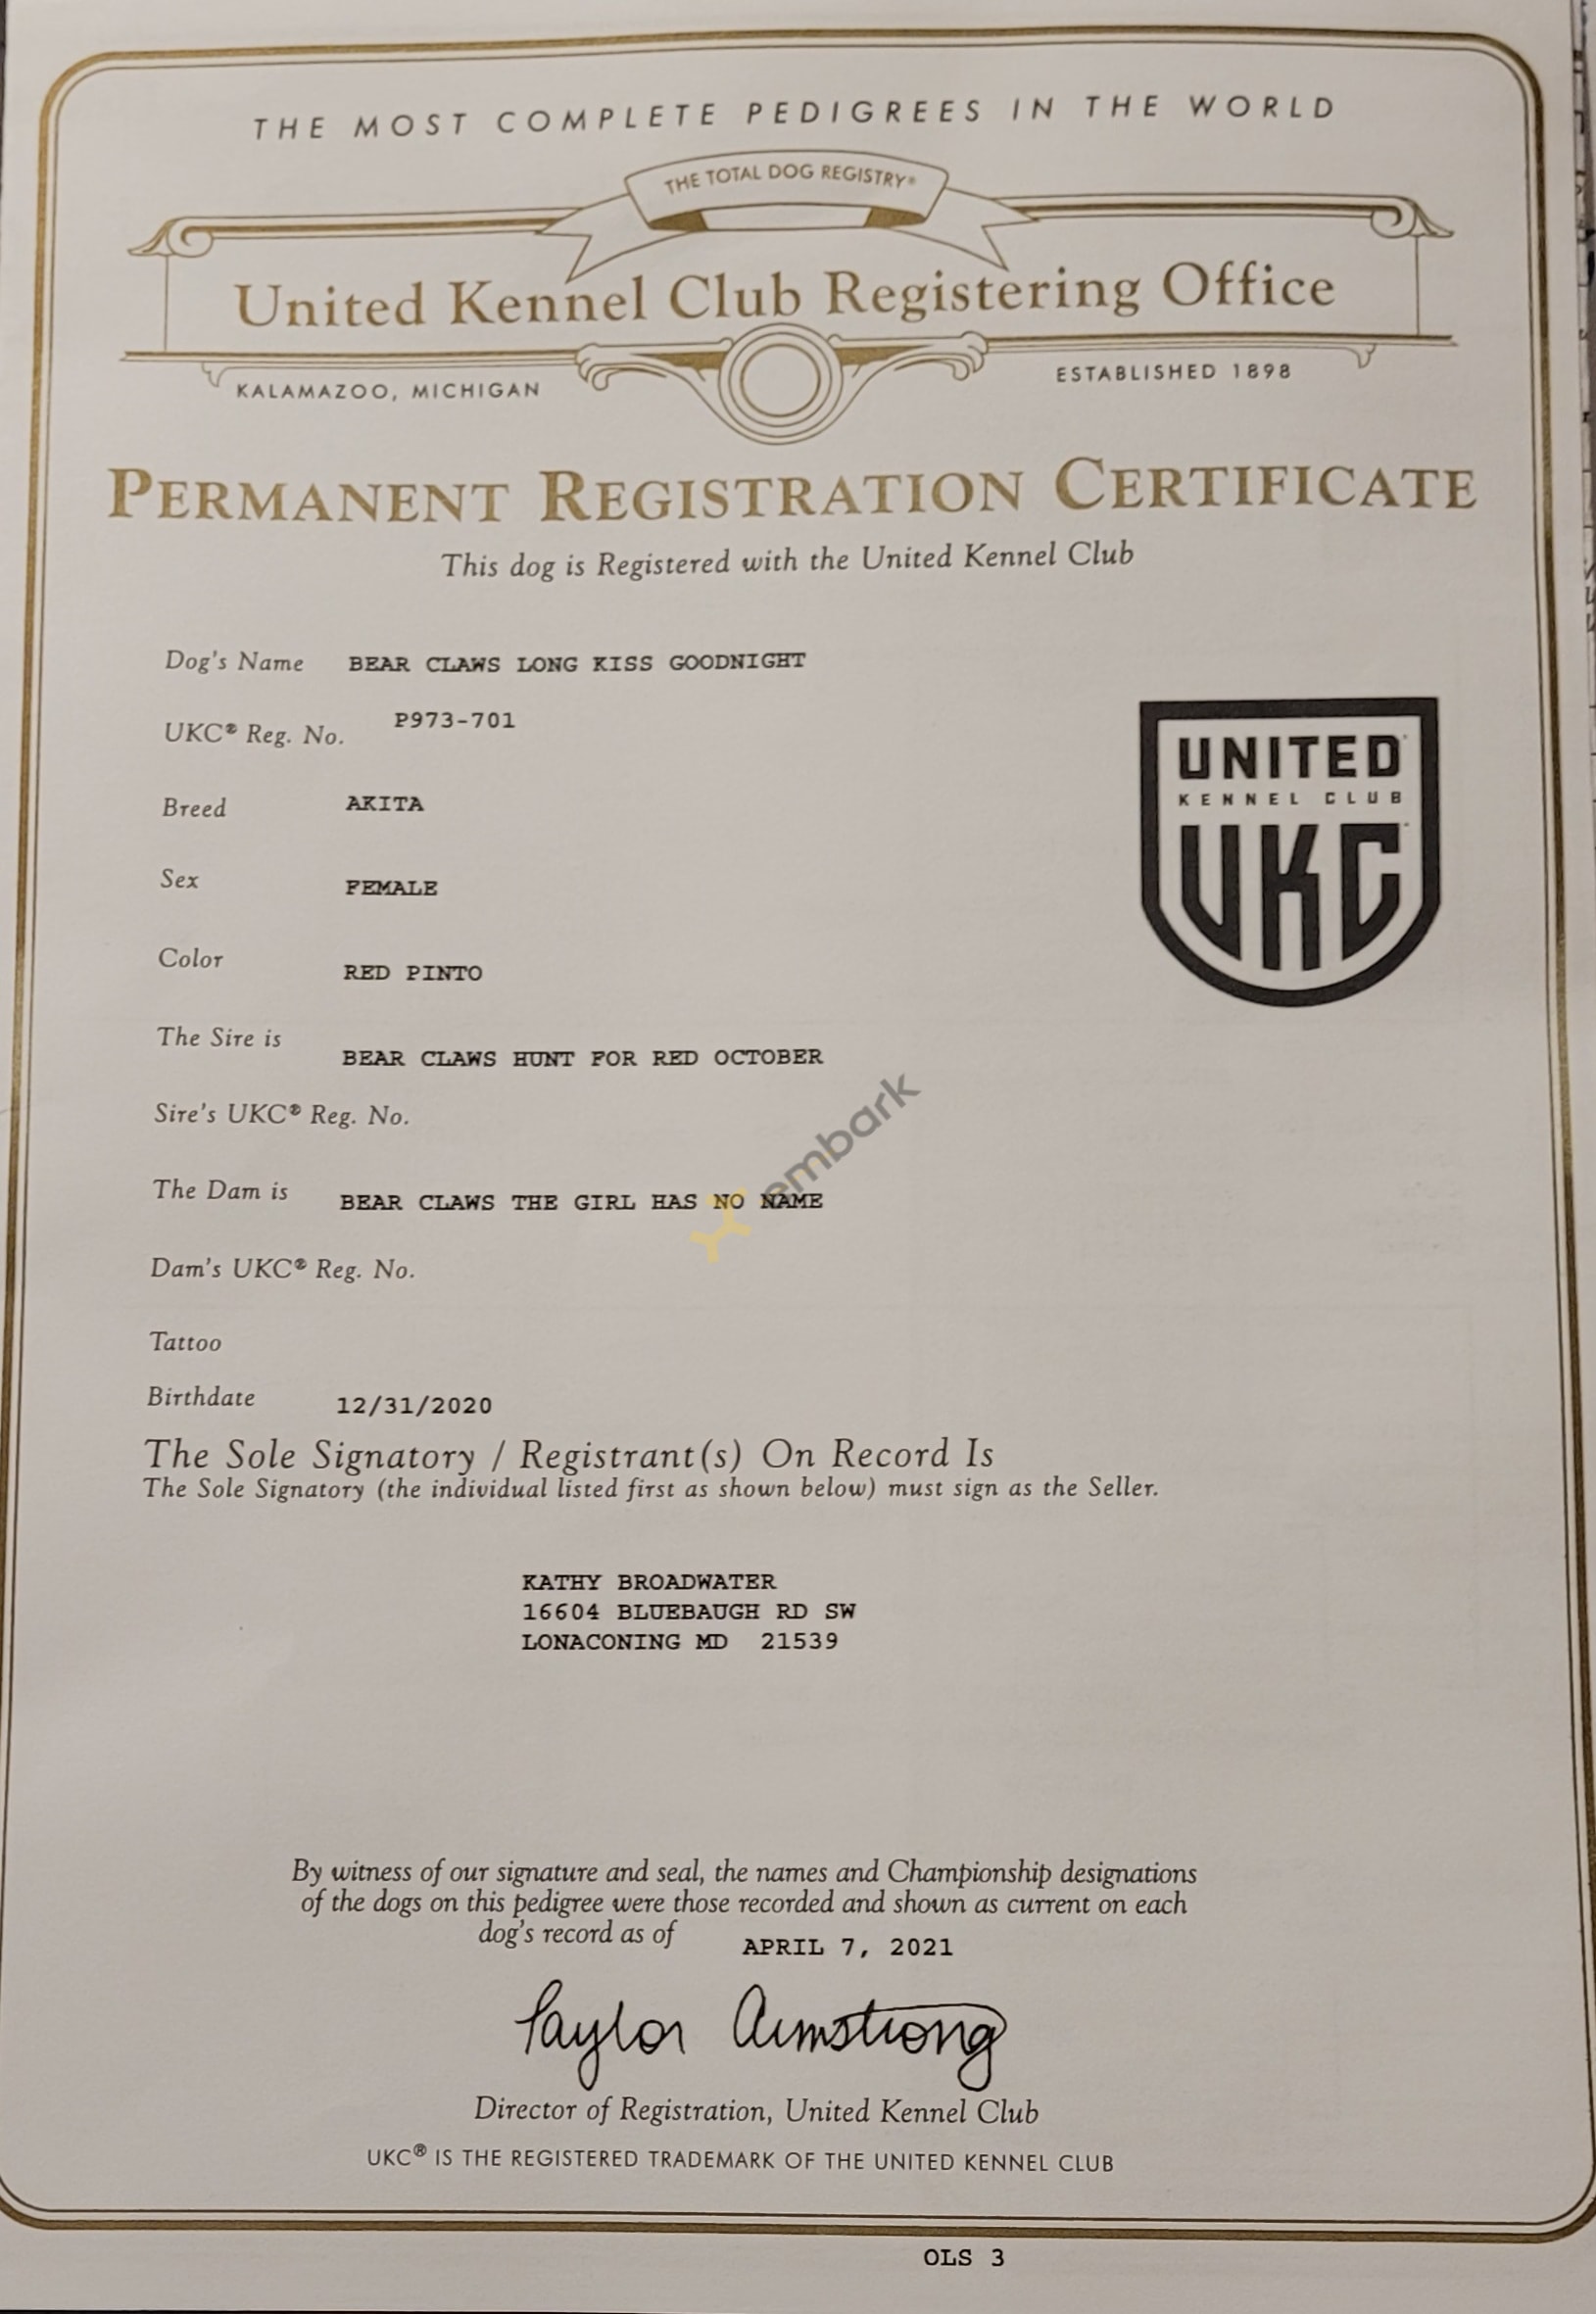 THE MOST COMPLETE PEDIGREES IN THE WORLD
THE TOTAL DOG REGISTRY®
United Kennel Club Registering Office
KALAMAZOO, MICHIGAN ESTABLISHED 1898
PERMANENT REGISTRATION CERTIFICATE
This dog is Registered with the United Kennel Club
Dog's Name BEAR CLAWS LONG KISS GOODNIGHT
UKC® Reg. No. P973-701
UNITED
KENNEL CLUB
UKC
Breed AKITA
Sex FEMALE
Color RED PINTO
The Sire is BEAR CLAWS HUNT FOR RED OCTOBER
Sire's UKC® Reg. No.
embark
The Dam is BEAR CLAWS THE GIRL HAS NO NAME
Dam's UKC® Reg. No.
Tattoo
Birthdate 12/31/2020
The Sole Signatory / Registrant(s) On Record Is
The Sole Signatory (the individual listed first as shown below) must sign as the Seller.
KATHY BROADWATER
16604 BLUEBAUGH RD SW
LONACONING MD 21539
By witness of our signature and seal, the names and Championship designations
of the dogs on this pedigree were those recorded and shown as current on each
dog's record as of APRIL 7, 2021
Taylor Armstrong
Director of Registration, United Kennel Club
UKC® IS THE REGISTERED TRADEMARK OF THE UNITED KENNEL CLUB
OLS 3